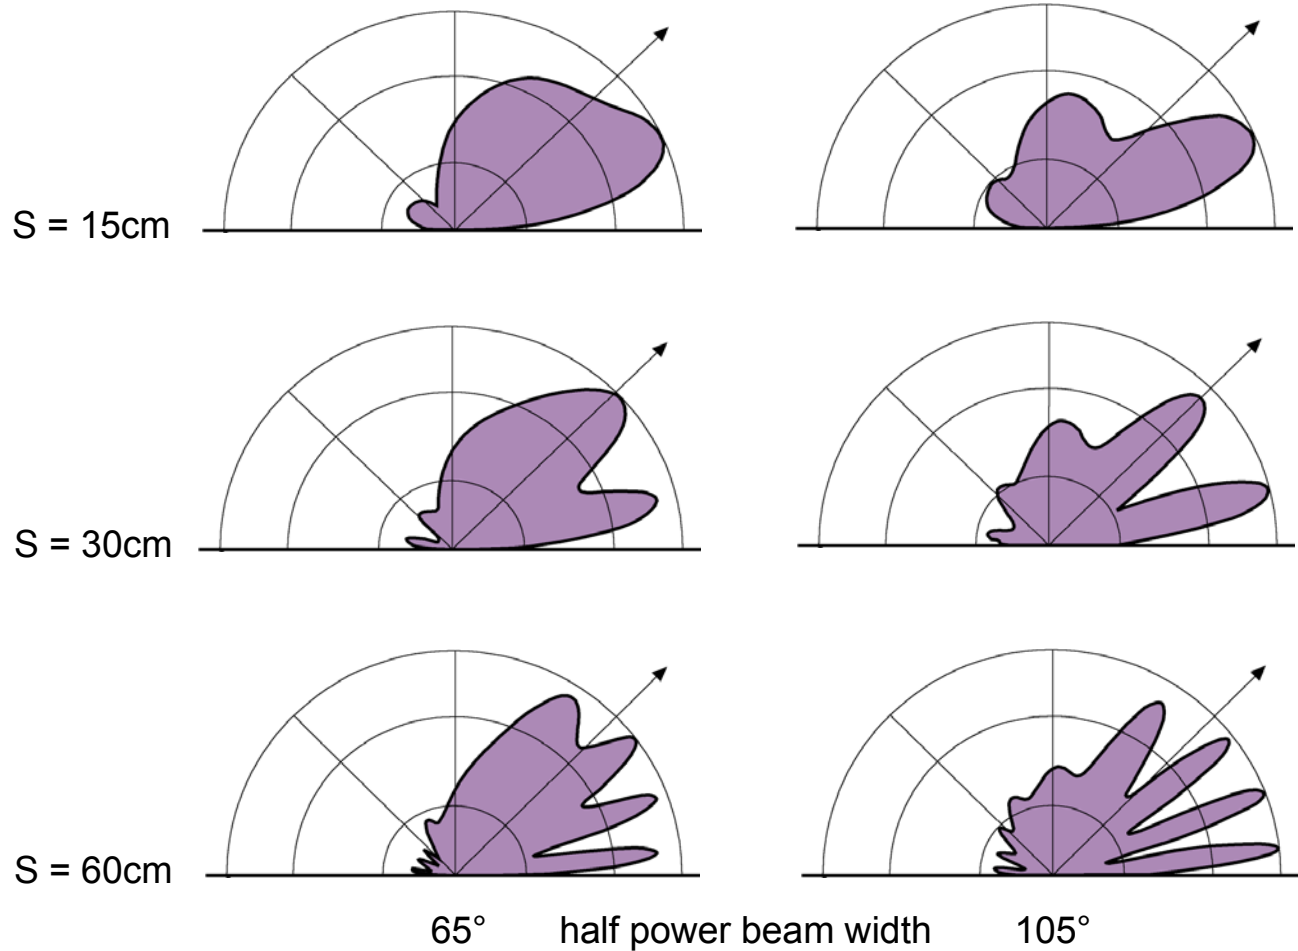 S = 15cm
S = 30cm
S = 60cm
65° half power beam width 105°